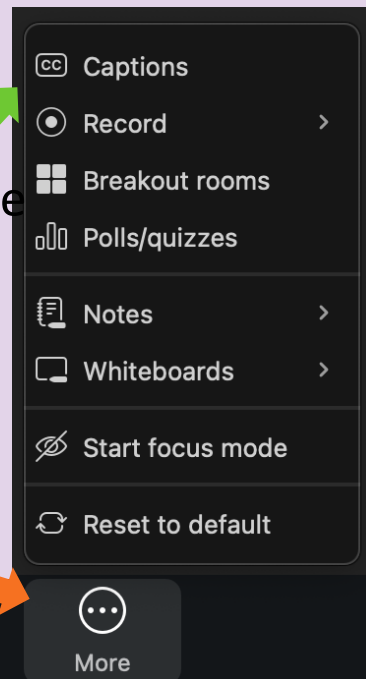 CC Captions
Record
Breakout rooms
e
Polls/quizzes
Notes
Whiteboards
Start focus mode
Reset to default
More